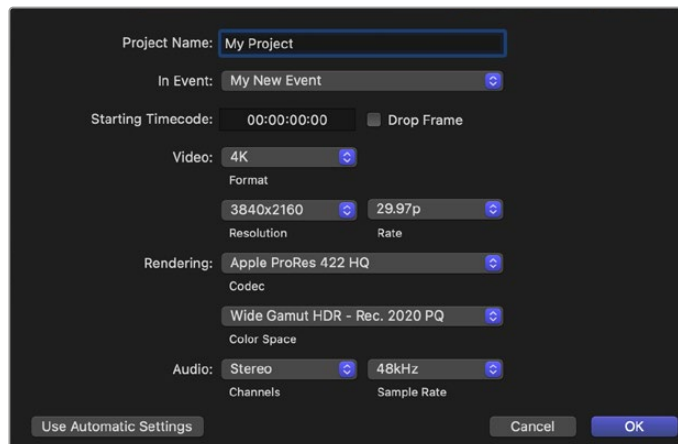 Project Name: My Project
In Event: My New Event
Starting Timecode: 00:00:00:00 Drop Frame
Video: 4K
Format
3840x2160 29.97p
Resolution Rate
Rendering: Apple ProRes 422 HQ
Codec
Wide Gamut HDR - Rec. 2020 PQ
Color Space
Audio: Stereo 48kHz
Channels Sample Rate
Use Automatic Settings Cancel OK